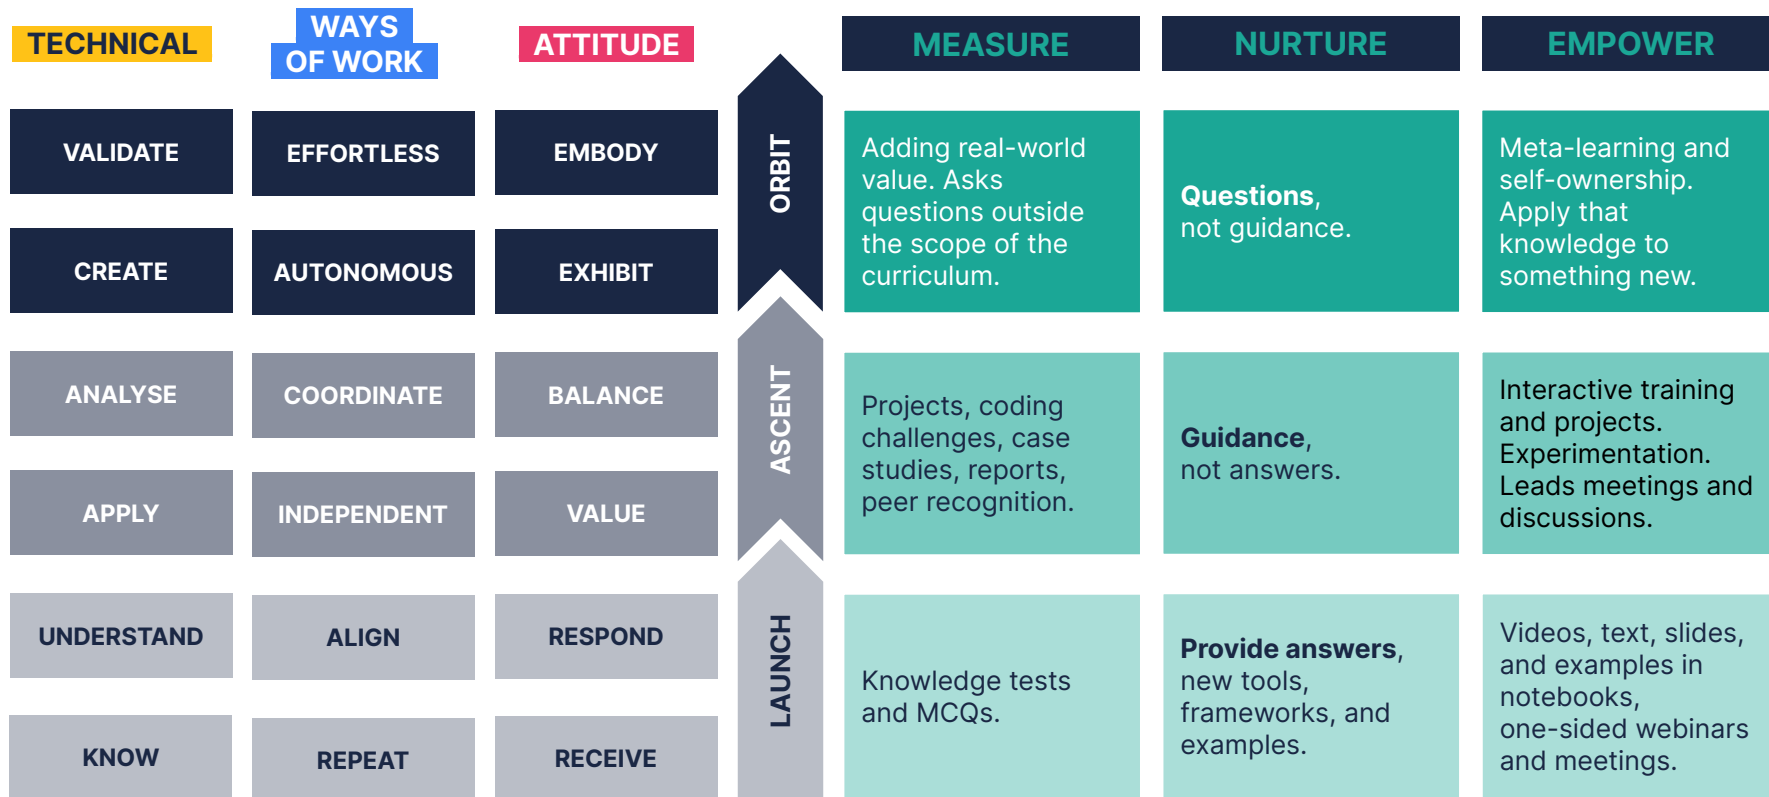 TECHNICAL
WAYS
OF WORK
ATTITUDE
MEASURE
NURTURE
EMPOWER
VALIDATE
EFFORTLESS
EMBODY
CREATE
AUTONOMOUS
EXHIBIT
ORBIT
Adding real-world
value. Asks
questions outside
the scope of the
curriculum.
Questions,
not guidance.
Meta-learning and
self-ownership.
Apply that
knowledge to
something new.
ANALYSE
COORDINATE
BALANCE
APPLY
INDEPENDENT
VALUE
ASCENT
Projects, coding
challenges, case
studies, reports,
peer recognition.
Guidance,
not answers.
Interactive training
and projects.
Experimentation.
Leads meetings and
discussions.
UNDERSTAND
ALIGN
RESPOND
KNOW
REPEAT
RECEIVE
LAUNCH
Knowledge tests
and MCQs.
Provide answers,
new tools,
frameworks, and
examples.
Videos, text, slides,
and examples in
notebooks,
one-sided webinars
and meetings.